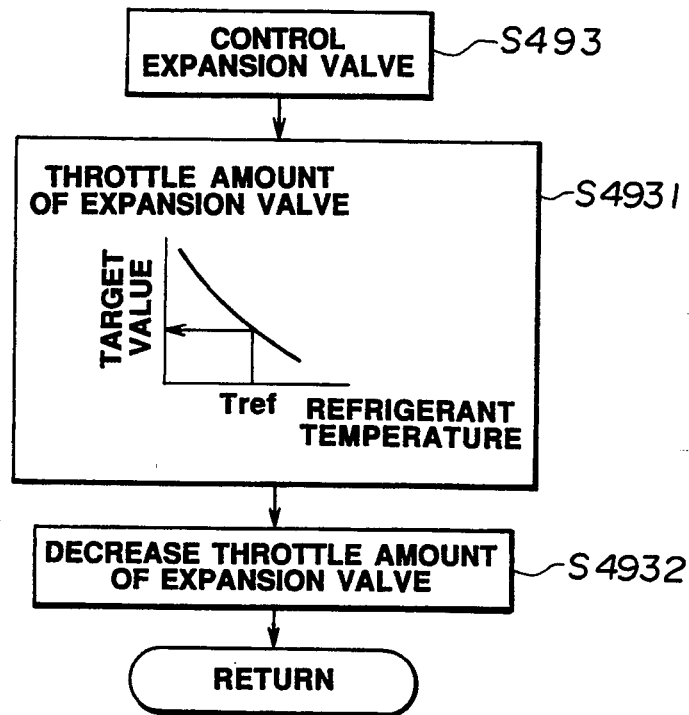 CONTROL
EXPANSION VALVE
S493
THROTTLE AMOUNT
OF EXPANSION VALVE
S4931
TARGET
VALUE
Tref
REFRIGERANT
TEMPERATURE
DECREASE THROTTLE AMOUNT
OF EXPANSION VALVE
S4932
RETURN